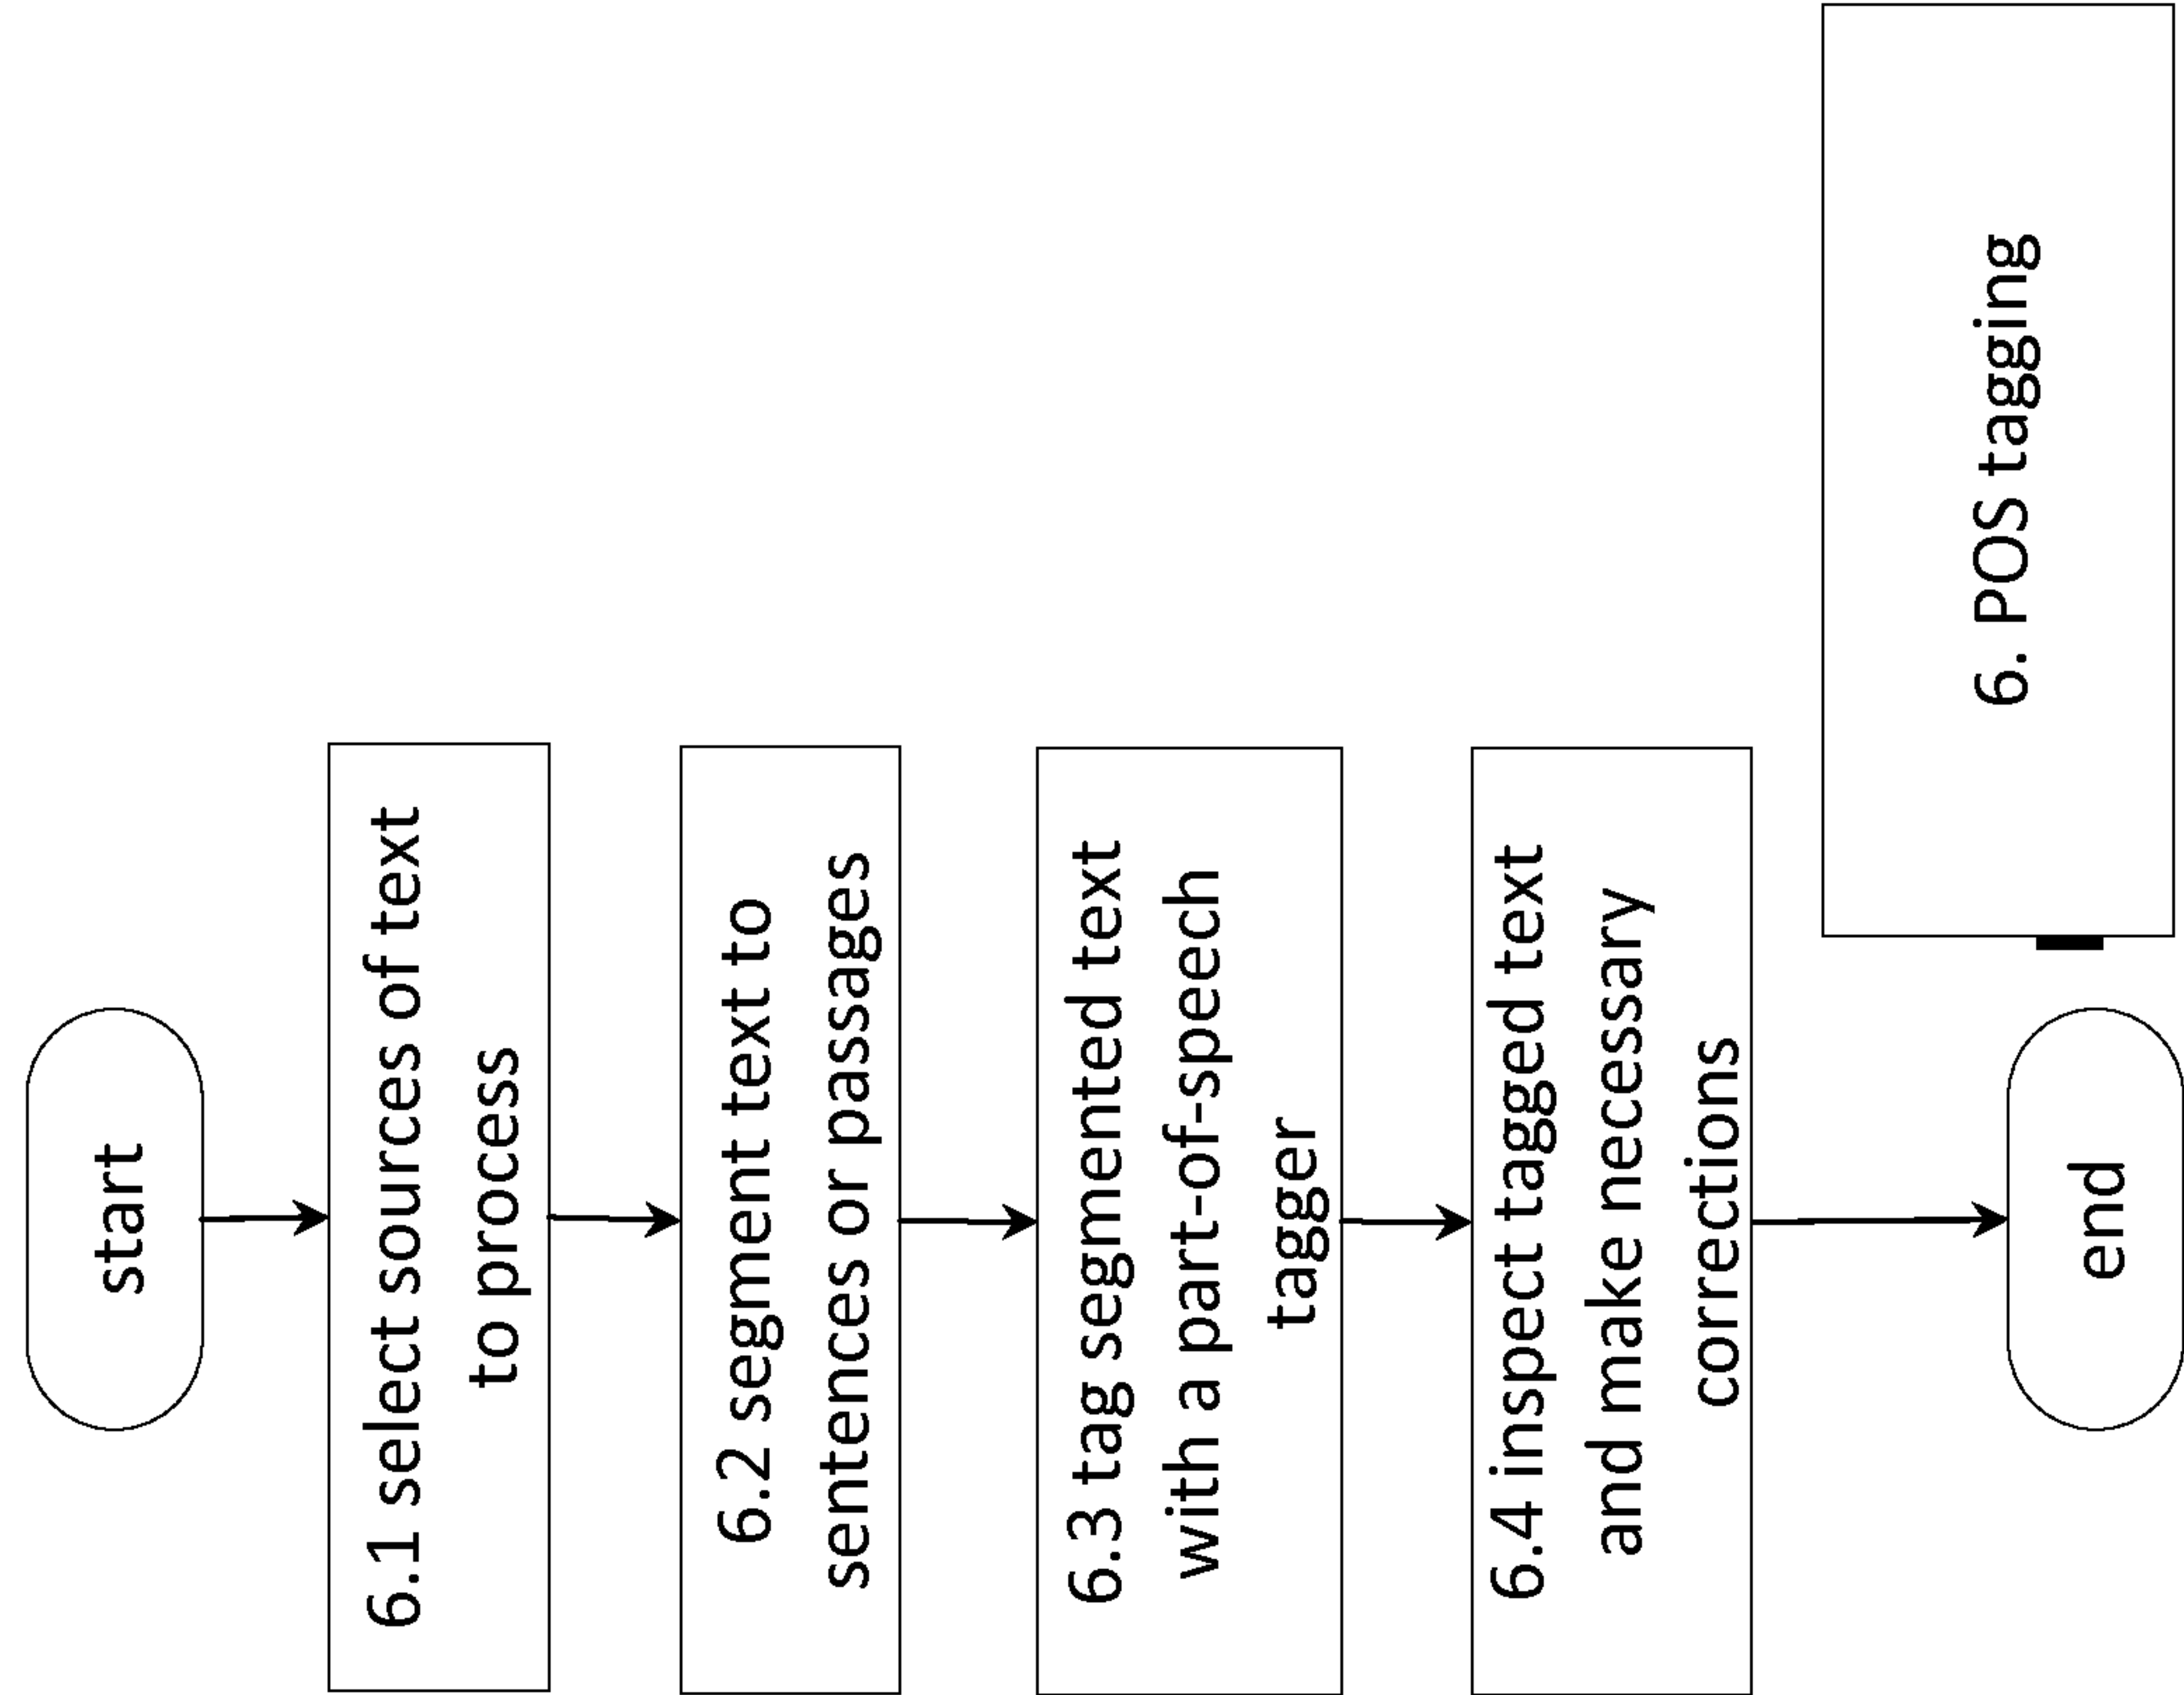 start
6.1 select sources of text
to process
6.2 segment text to
sentences or passages
6.3 tag segmented text
with a part-of-speech
tagger
6.4 inspect tagged text
and make necessary
corrections
end
6. POS tagging